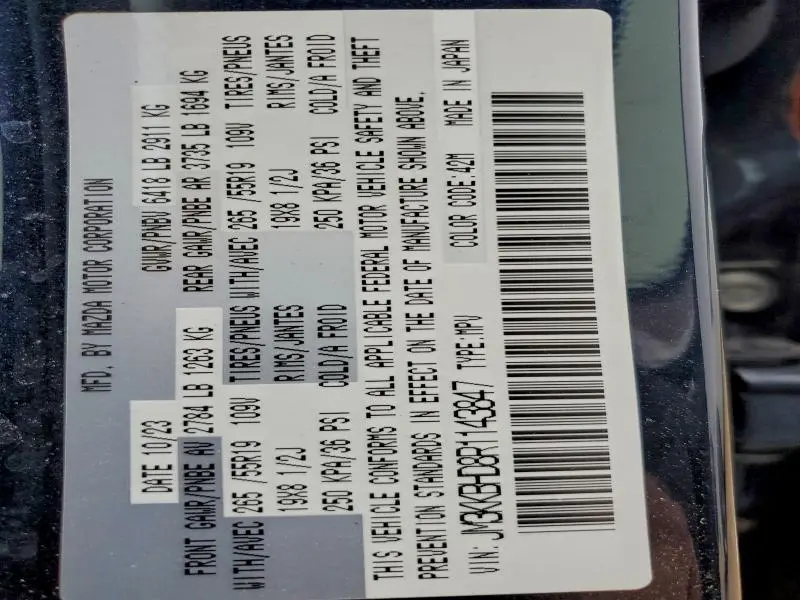 MFD. BY MAZDA MOTOR CORPORATION
DATE 10/23 GVWR/PNBV 6418 LB 2911 KG
FRONT GAWR/PNBE AV 2784 LB 1263 KG REAR GAWR/PNBE AR 3735 LB 1694 KG
WITH/AVEC 265 /55R19 109V TIRES/PNEUS WITH/AVEC 265 /55R19 109V TIRES/PNEUS
19X8 1/2J RIMS/JANTES 19X8 1/2J RIMS/JANTES
250 KPA/36 PSI COLD/A FROID 250 KPA/36 PSI COLD/A FROID
THIS VEHICLE CONFORMS TO ALL APPLICABLE FEDERAL MOTOR VEHICLE SAFETY AND THEFT
PREVENTION STANDARDS IN EFFECT ON THE DATE OF MANUFACTURE SHOWN ABOVE.
VIN: JM3KKBHD8R1143847 TYPE:MPV COLOR CODE:42M MADE IN JAPAN